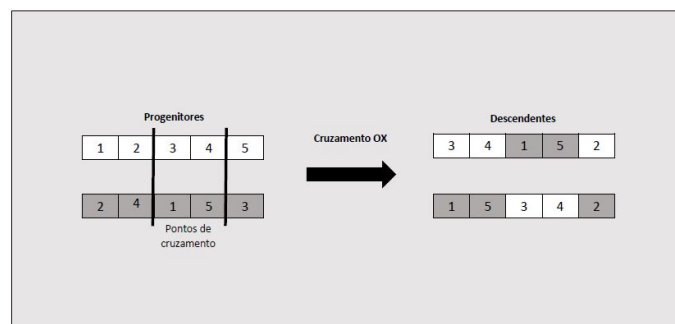 Progenitores
1 2 3 4 5
2 4 1 5 3
Pontos de
cruzamento
Cruzamento OX
Descendentes
3 4 1 5 2
1 5 3 4 2